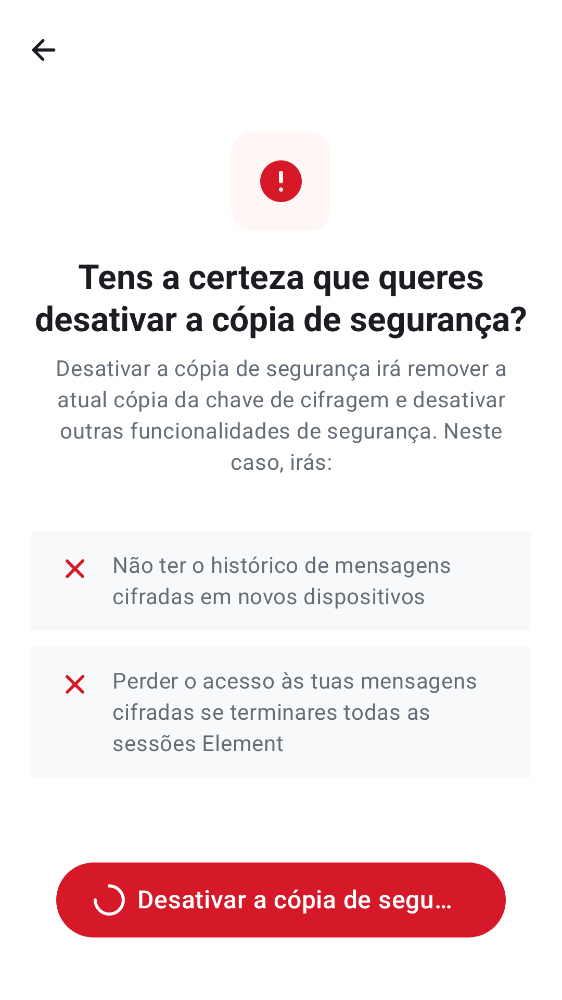 Tens a certeza que queres
desativar a cópia de segurança?
Desativar a cópia de segurança irá remover a
atual cópia da chave de cifragem e desativar
outras funcionalidades de segurança. Neste
caso, irás:
Não ter o histórico de mensagens
cifradas em novos dispositivos
Perder o acesso às tuas mensagens
cifradas se terminares todas as
sessões Element
Desativar a cópia de segu…